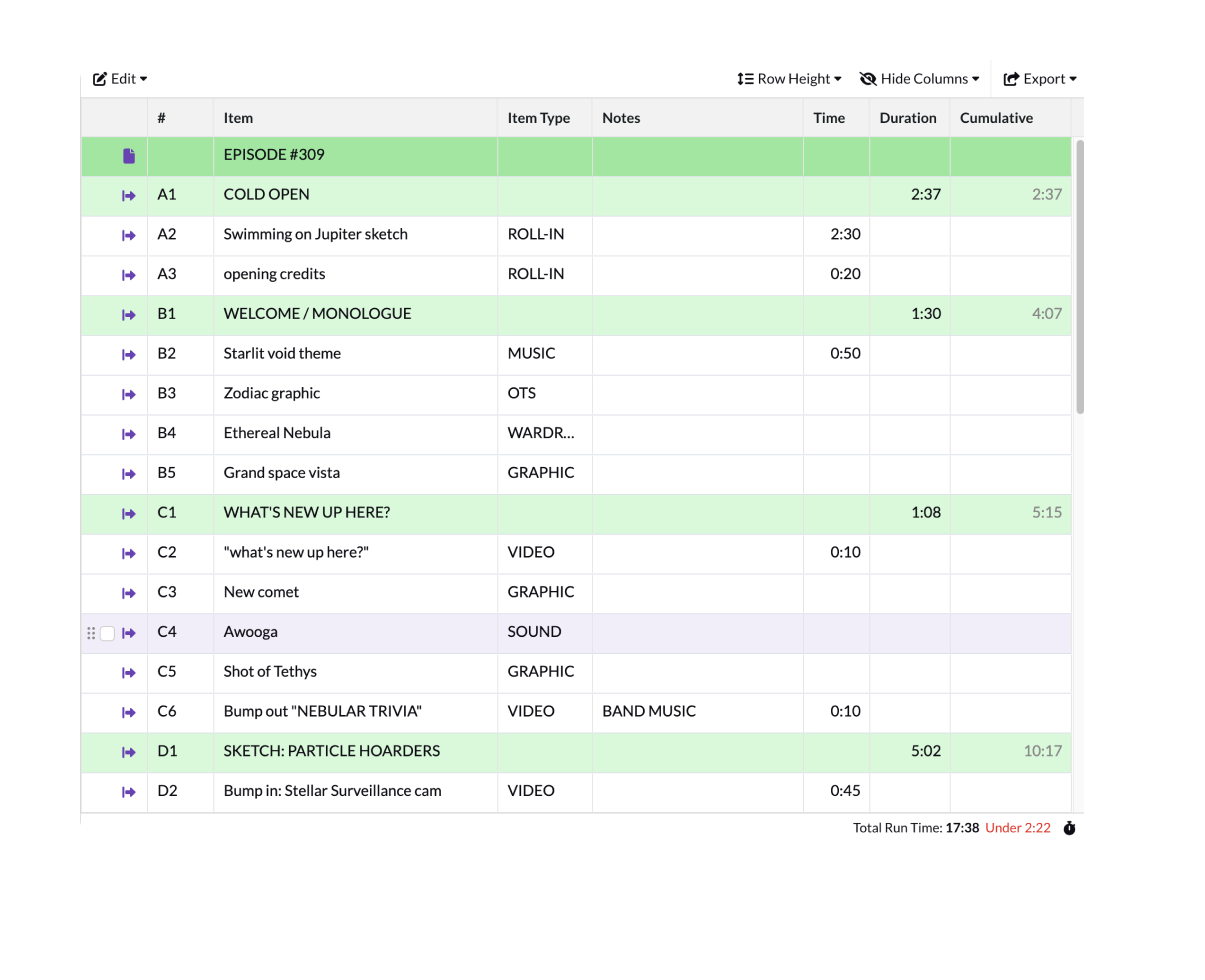 Edit Row Height Hide Columns Export
# Item Item Type Notes Time Duration Cumulative
EPISODE #309
A1 COLD OPEN 2:37 2:37
A2 Swimming on Jupiter sketch ROLL-IN 2:30
A3 opening credits ROLL-IN 0:20
B1 WELCOME / MONOLOGUE 1:30 4:07
B2 Starlit void theme MUSIC 0:50
B3 Zodiac graphic OTS
B4 Ethereal Nebula WARDR...
B5 Grand space vista GRAPHIC
C1 WHAT'S NEW UP HERE? 1:08 5:15
C2 "what's new up here?" VIDEO 0:10
C3 New comet GRAPHIC
C4 Awooga SOUND
C5 Shot of Tethys GRAPHIC
C6 Bump out "NEBULAR TRIVIA" VIDEO BAND MUSIC 0:10
D1 SKETCH: PARTICLE HOARDERS 5:02 10:17
D2 Bump in: Stellar Surveillance cam VIDEO 0:45
Total Run Time: 17:38 Under 2:22